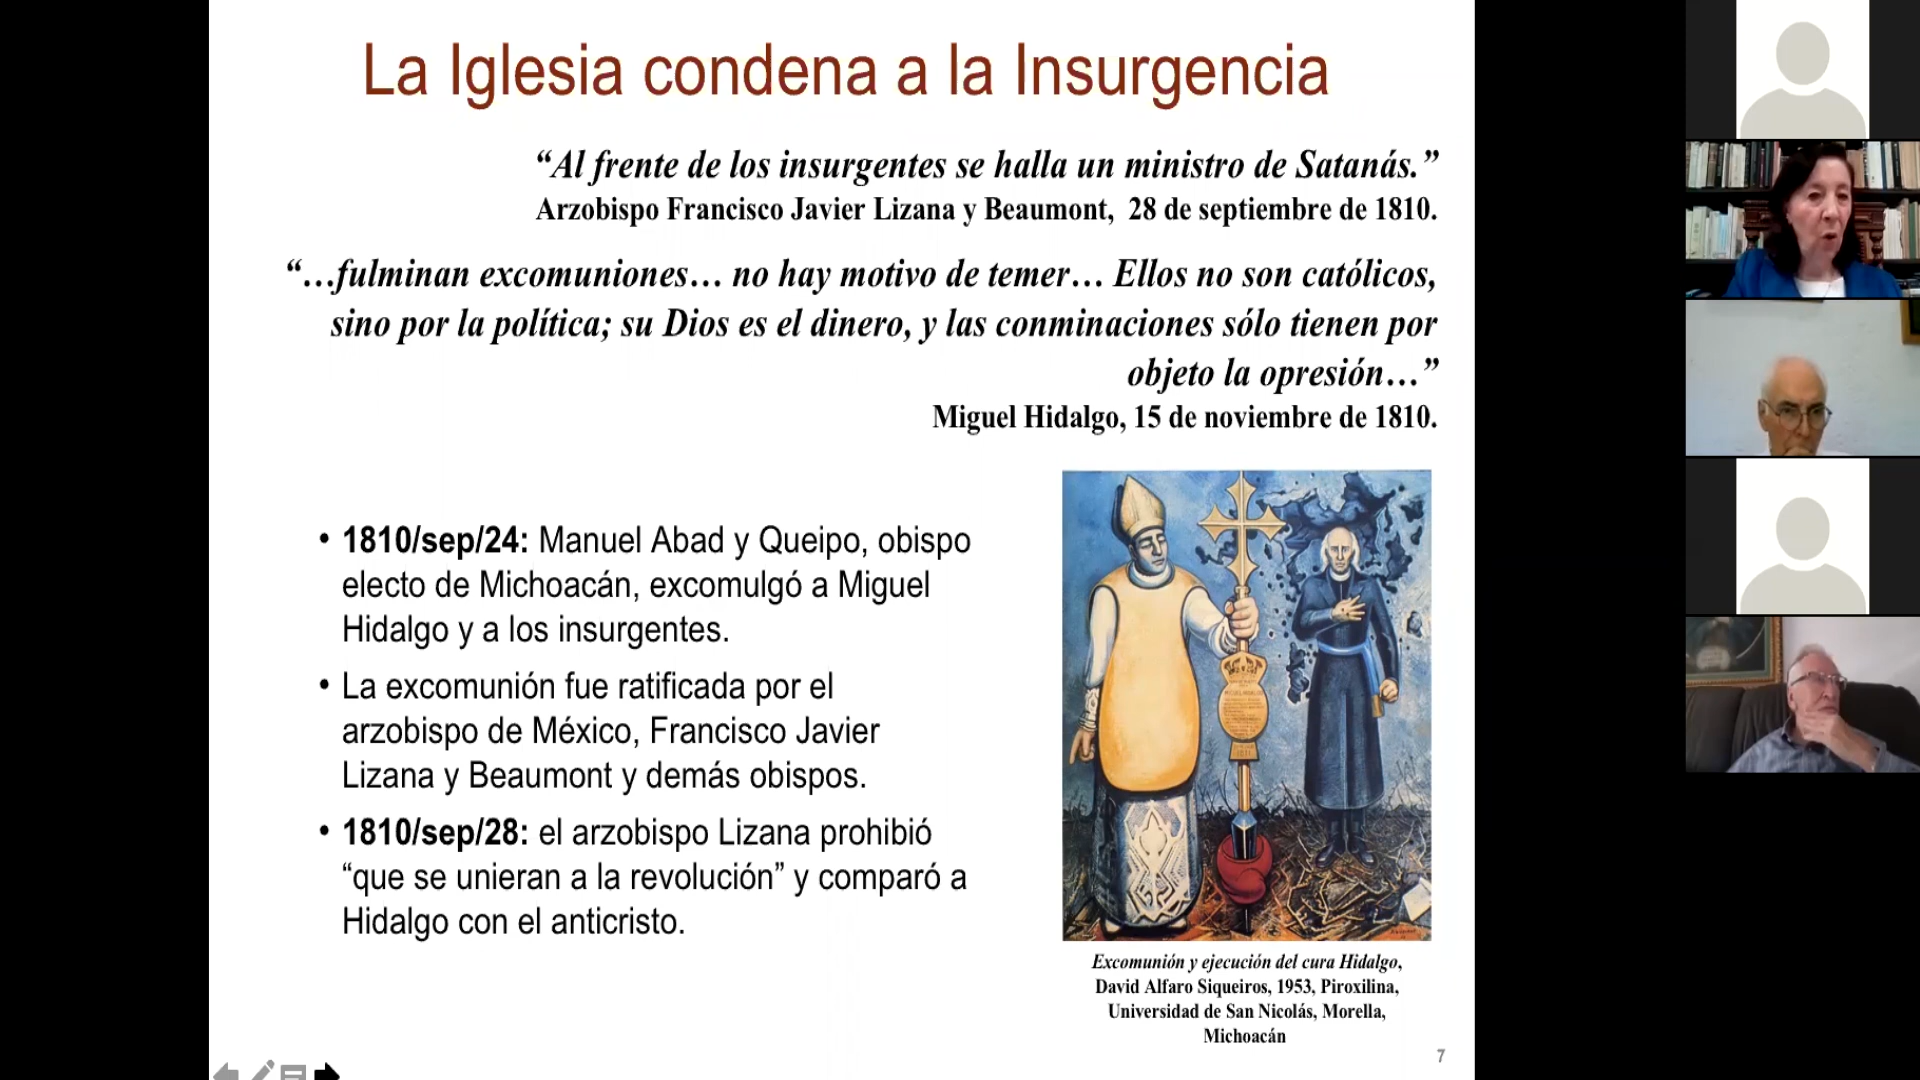 La Iglesia condena a la Insurgencia
“Al frente de los insurgentes se halla un ministro de Satanás.”
Arzobispo Francisco Javier Lizana y Beaumont, 28 de septiembre de 1810.
“…fulminan excomuniones… no hay motivo de temer… Ellos no son católicos,
sino por la política; su Dios es el dinero, y las conminaciones sólo tienen por
objeto la opresión…”
Miguel Hidalgo, 15 de noviembre de 1810.
• 1810/sep/24: Manuel Abad y Queipo, obispo
electo de Michoacán, excomulgó a Miguel
Hidalgo y a los insurgentes.
• La excomunión fue ratificada por el
arzobispo de México, Francisco Javier
Lizana y Beaumont y demás obispos.
• 1810/sep/28: el arzobispo Lizana prohibió
“que se unieran a la revolución” y comparó a
Hidalgo con el anticristo.
Excomunión y ejecución del cura Hidalgo,
David Alfaro Siqueiros, 1953, Piroxilina,
Universidad de San Nicolás, Morella,
Michoacán
7